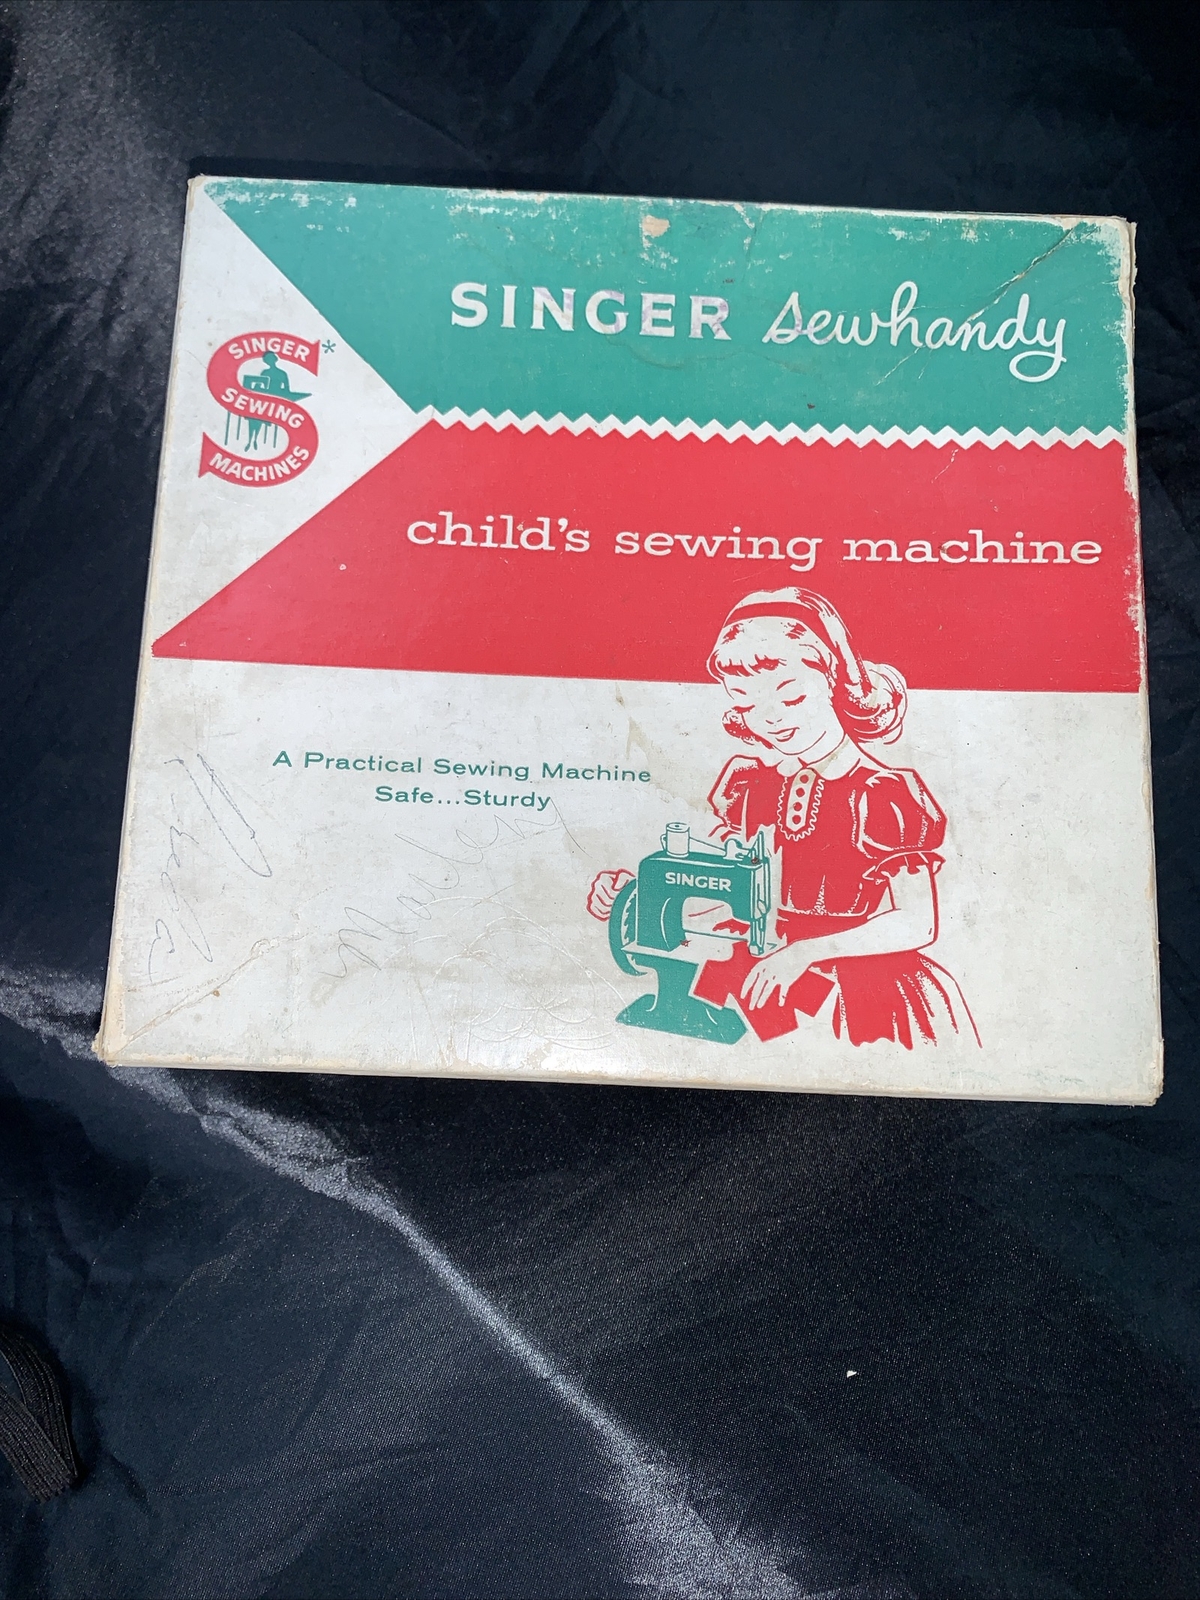 SINGER sewhandy
SINGER*
SEWING
MACHINES
child's sewing machine
A Practical Sewing Machine
Safe...Sturdy
SINGER